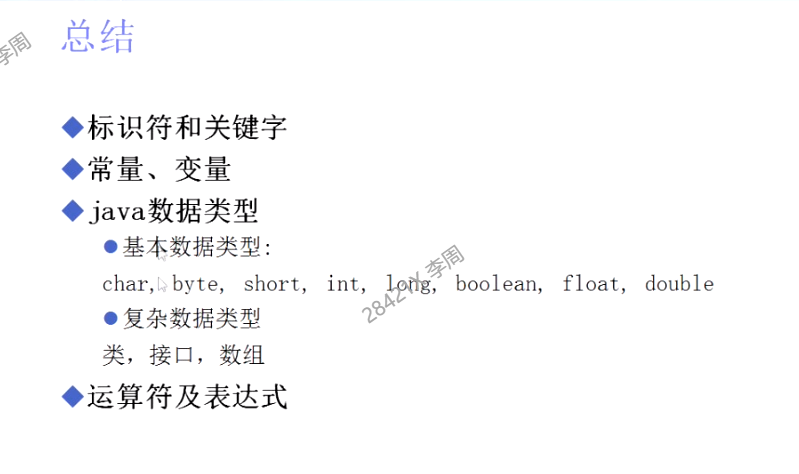 总结
李周
标识符和关键字
常量、变量
java数据类型
基本数据类型:
char, byte, short, int, long, boolean, float, double
28421YX 李周
复杂数据类型
类，接口，数组
运算符及表达式